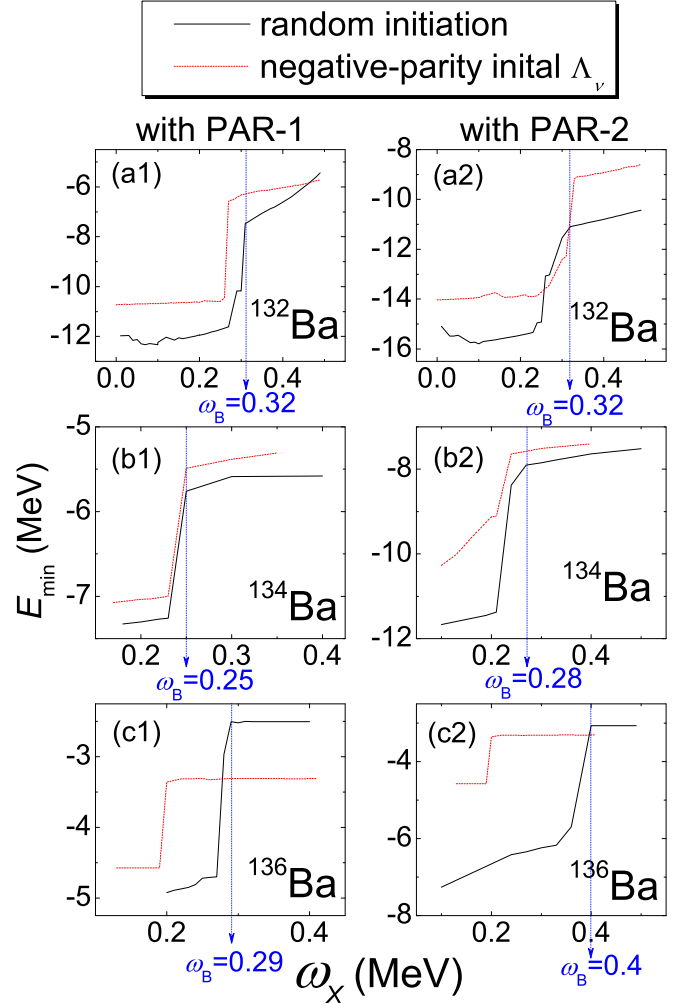 random initiation
negative-parity inital Λν
with PAR-1 with PAR-2
(a1) -6 -8 -10 -12 0.0 0.2 0.4 132Ba ωB=0.32
(a2) -8 -10 -12 -14 -16 0.0 0.2 0.4 132Ba ωB=0.32
(b1) -5 -6 -7 0.2 0.3 0.4 134Ba ωB=0.25
(b2) -8 -10 -12 0.2 0.4 134Ba ωB=0.28
Emin (MeV)
(c1) -3 -4 -5 0.2 0.3 0.4 136Ba ωB=0.29
(c2) -4 -6 -8 0.2 0.4 136Ba ωB=0.4
ωX (MeV)